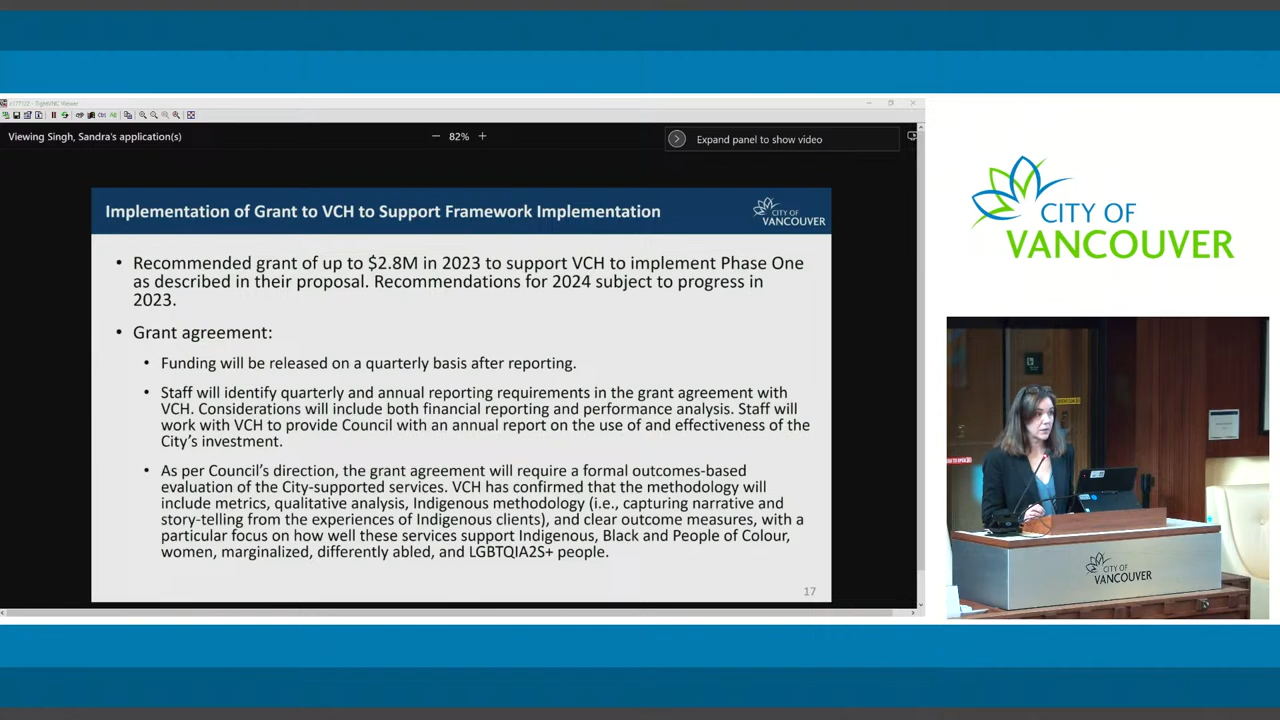 Viewing Singh, Sandra's application(s)
82%
Expand panel to show video
Implementation of Grant to VCH to Support Framework Implementation
CITY OF
VANCOUVER
• Recommended grant of up to $2.8M in 2023 to support VCH to implement Phase One
as described in their proposal. Recommendations for 2024 subject to progress in
2023.
• Grant agreement:
• Funding will be released on a quarterly basis after reporting.
• Staff will identify quarterly and annual reporting requirements in the grant agreement with
VCH. Considerations will include both financial reporting and performance analysis. Staff will
work with VCH to provide Council with an annual report on the use of and effectiveness of the
City's investment.
• As per Council's direction, the grant agreement will require a formal outcomes-based
evaluation of the City-supported services. VCH has confirmed that the methodology will
include metrics, qualitative analysis, Indigenous methodology (i.e., capturing narrative and
story-telling from the experiences of Indigenous clients), and clear outcome measures, with a
particular focus on how well these services support Indigenous, Black and People of Colour,
women, marginalized, differently abled, and LGBTQIA2S+ people.
17
CITY OF
VANCOUVER
CITY OF
VANCOUVER